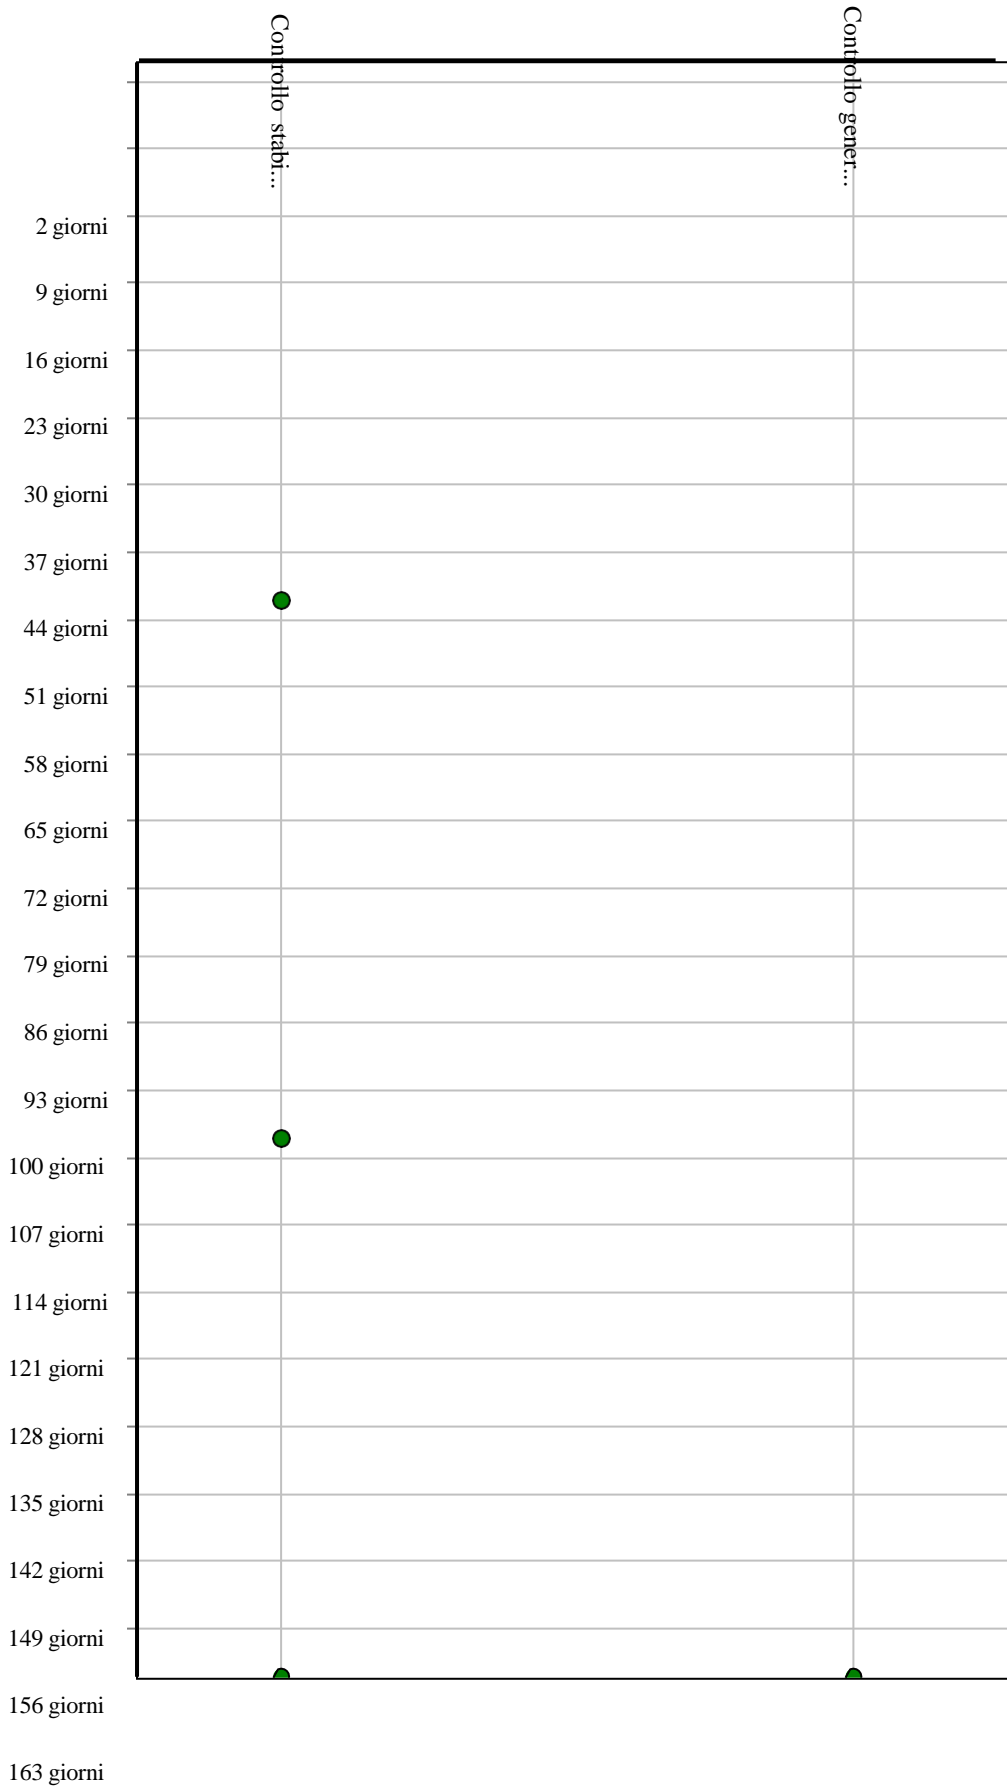 Controllo stabi...
Controllo gener...
2 giorni
9 giorni
16 giorni
23 giorni
30 giorni
37 giorni
44 giorni
51 giorni
58 giorni
65 giorni
72 giorni
79 giorni
86 giorni
93 giorni
100 giorni
107 giorni
114 giorni
121 giorni
128 giorni
135 giorni
142 giorni
149 giorni
156 giorni
163 giorni